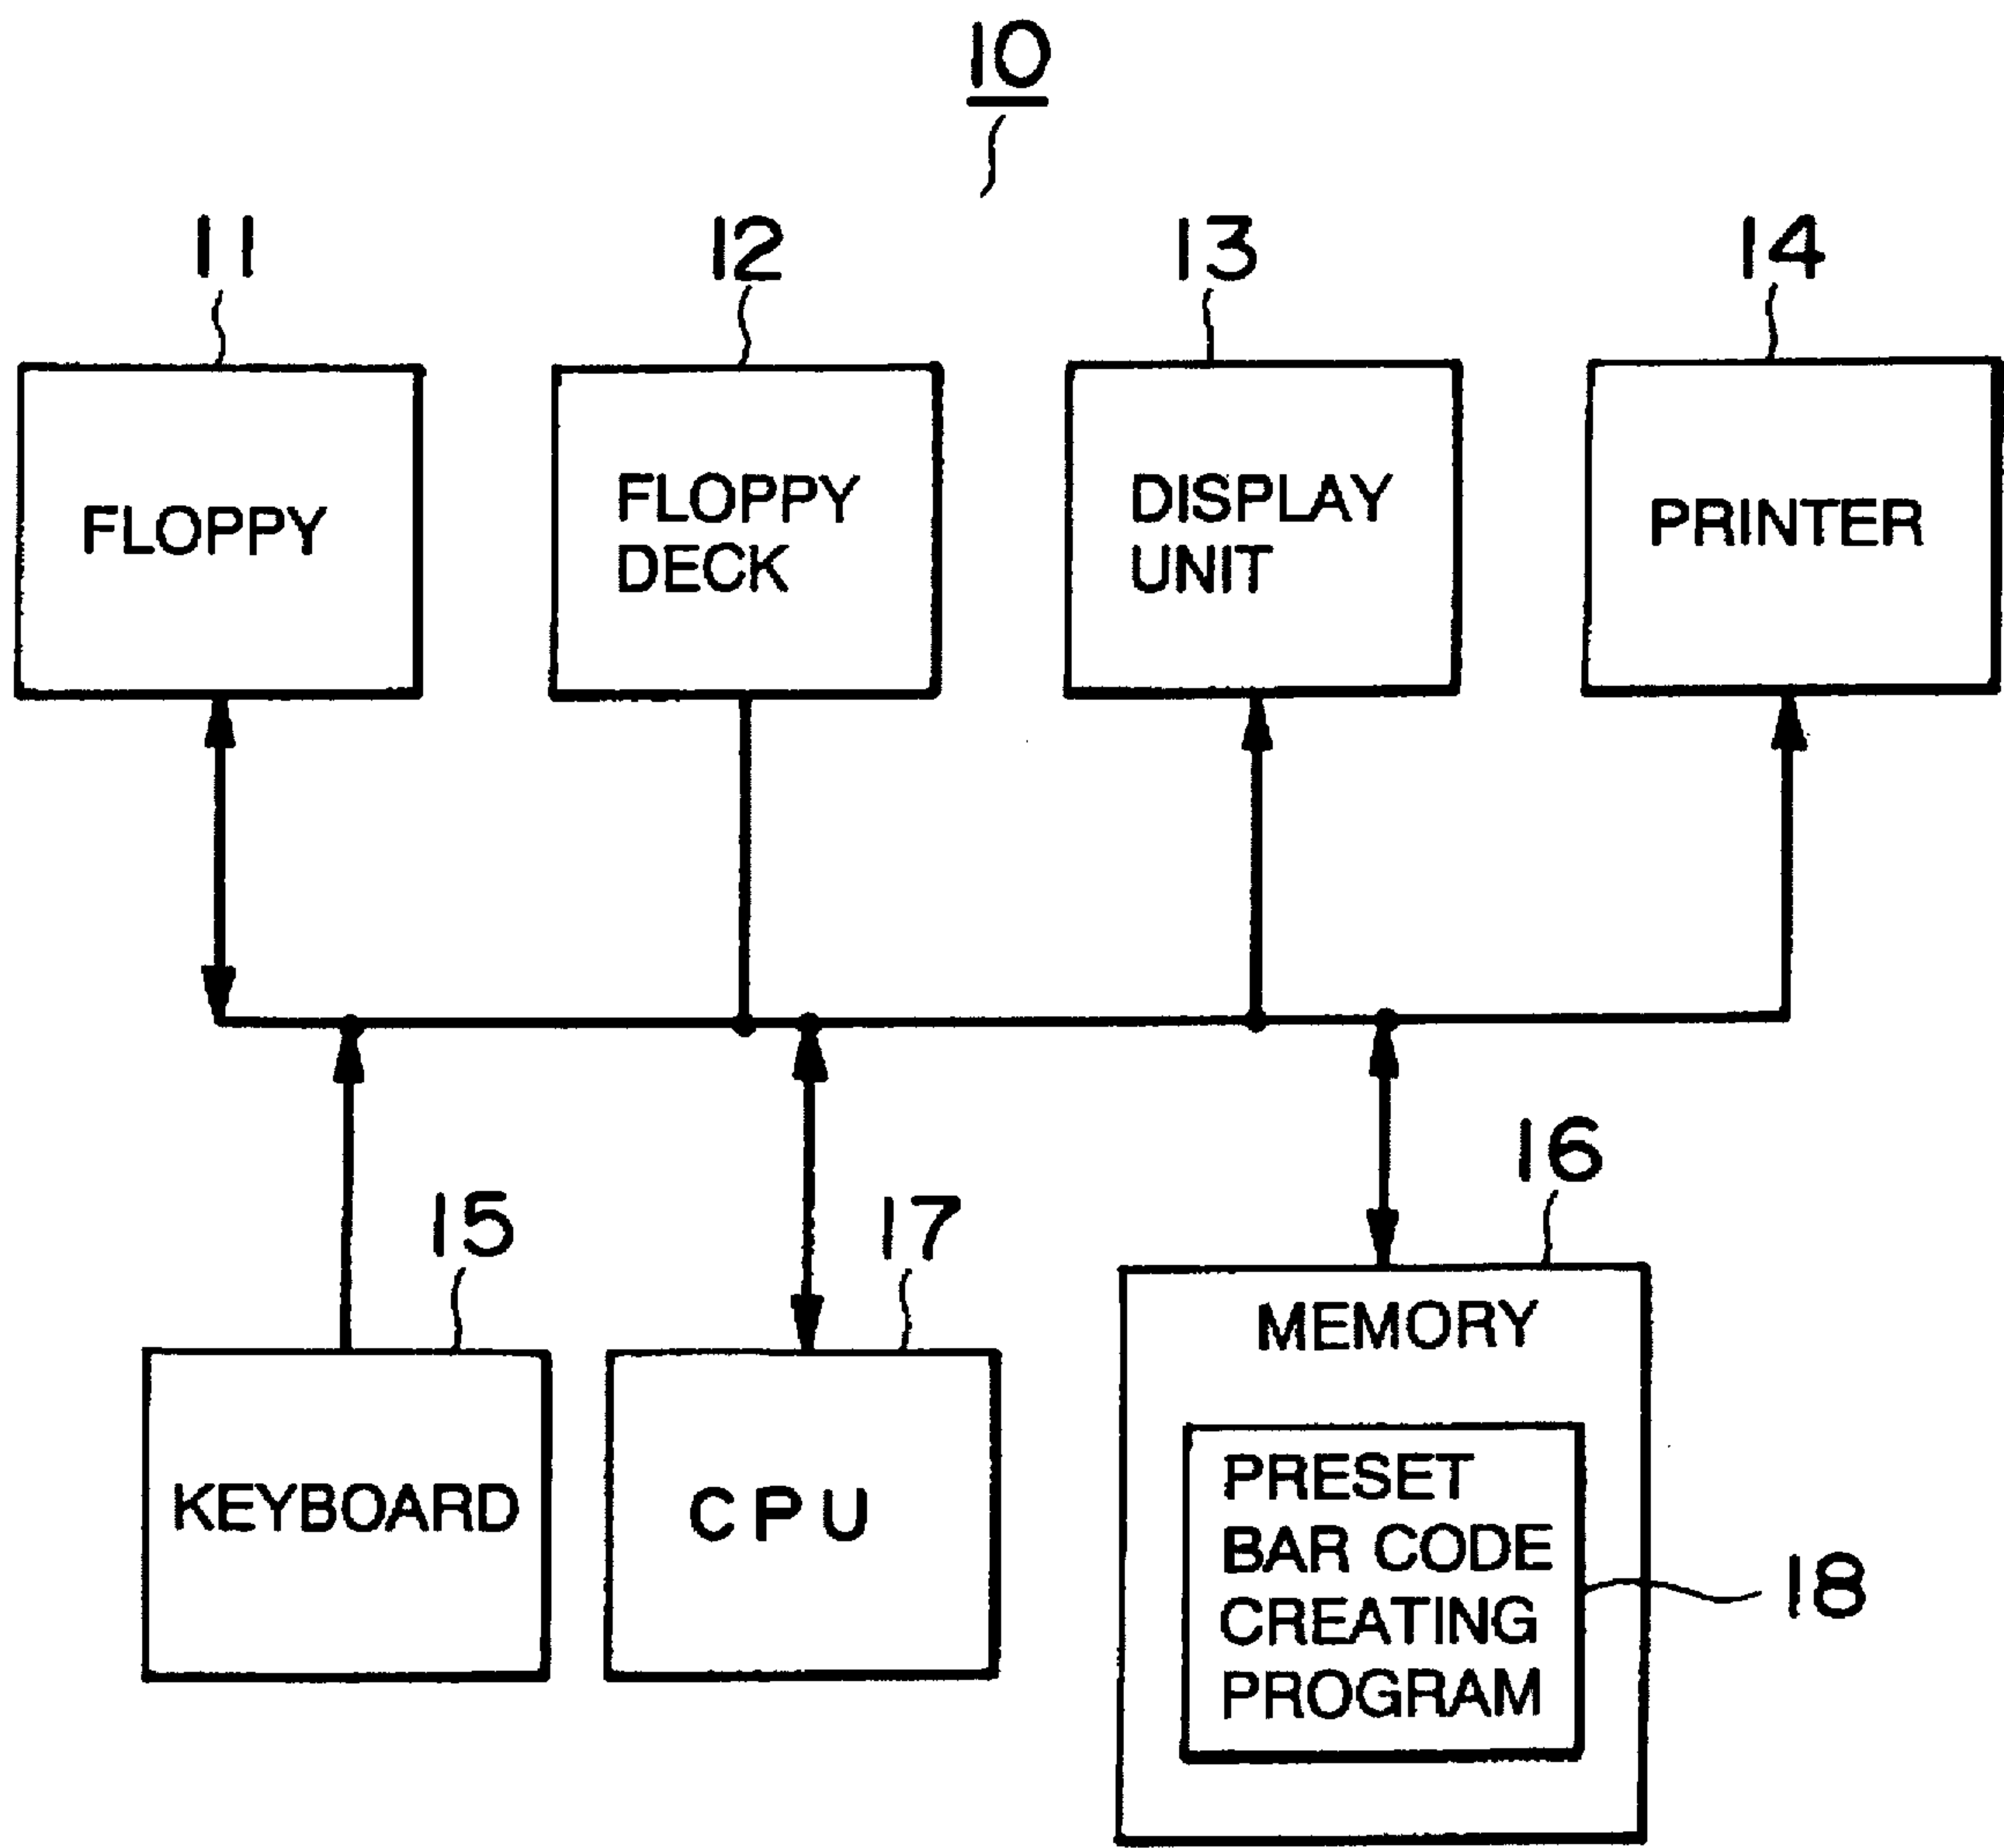 10
11
12
13
14
FLOPPY
FLOPPY
DECK
DISPLAY
UNIT
PRINTER
15
17
16
KEYBOARD
CPU
MEMORY
PRESET
BAR CODE
CREATING
PROGRAM
18